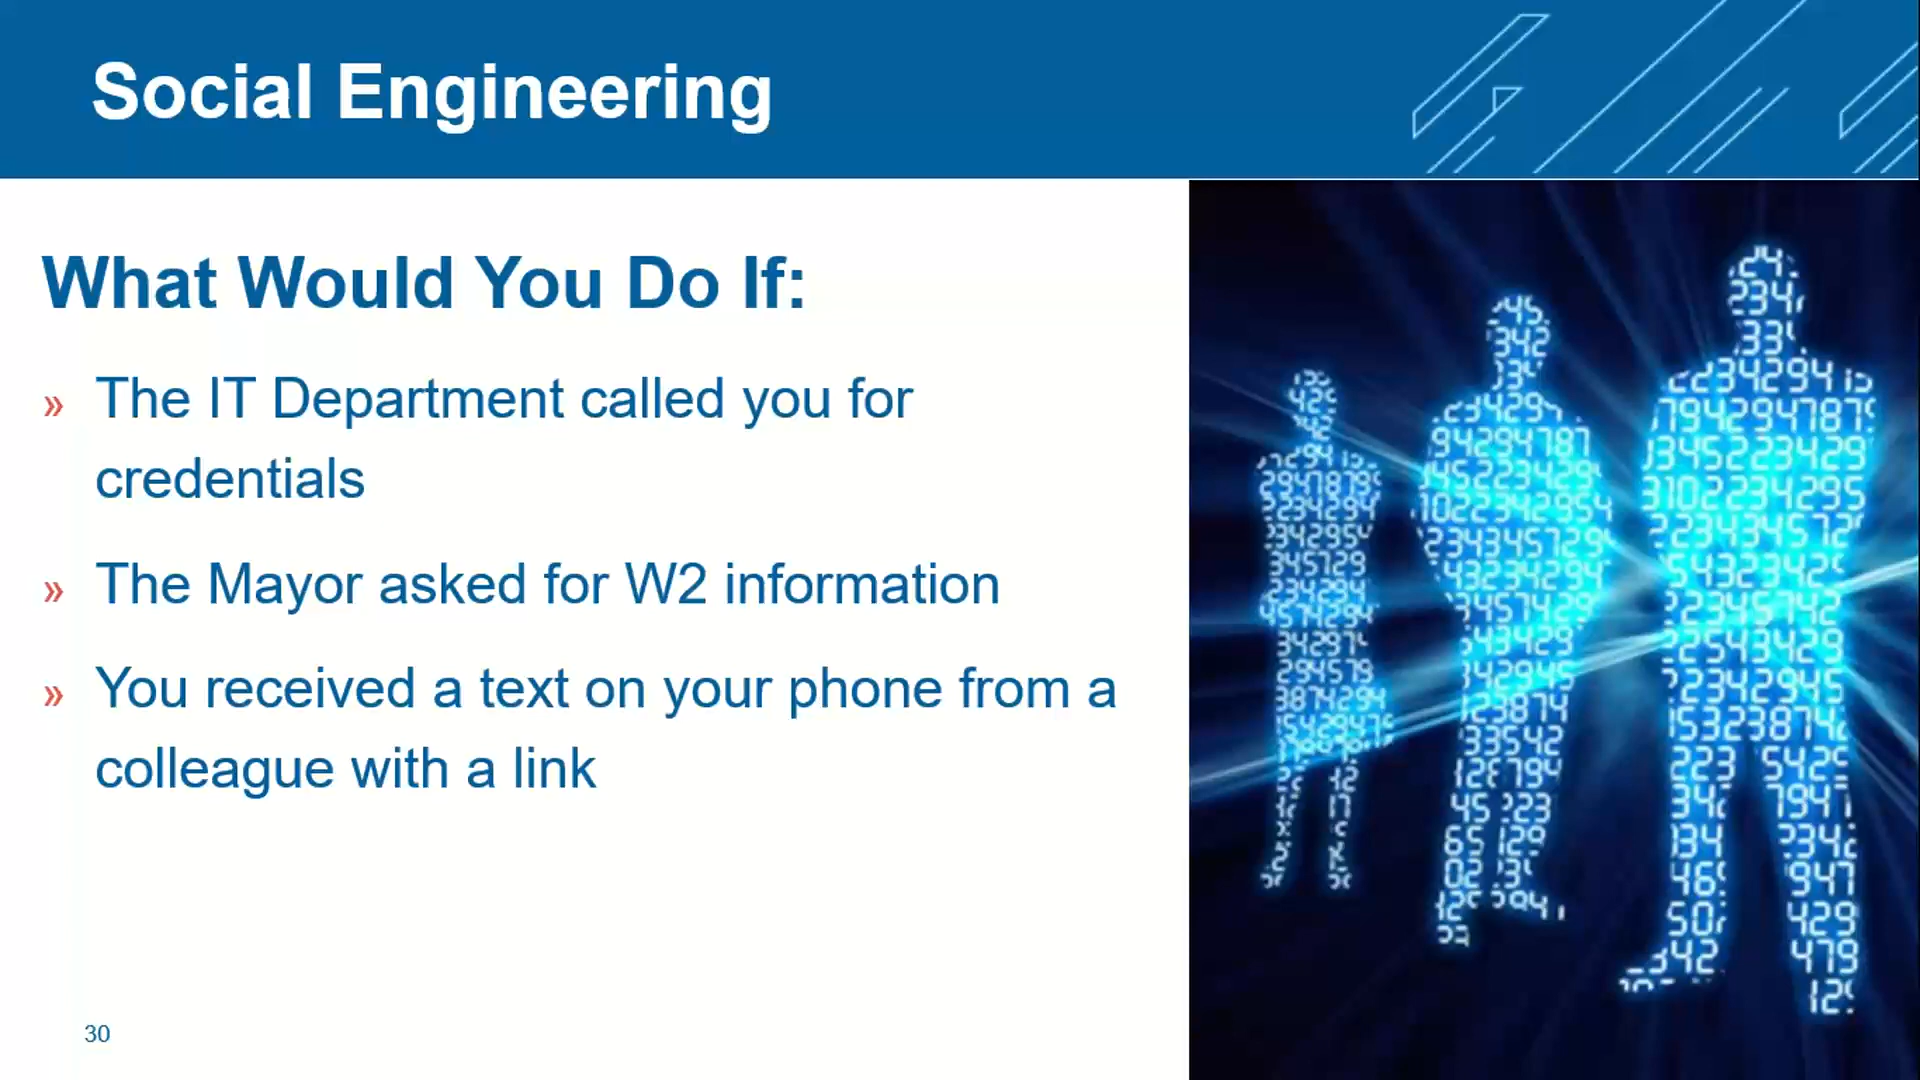 Social Engineering
What Would You Do If:
» The IT Department called you for
credentials
» The Mayor asked for W2 information
» You received a text on your phone from a
colleague with a link
30